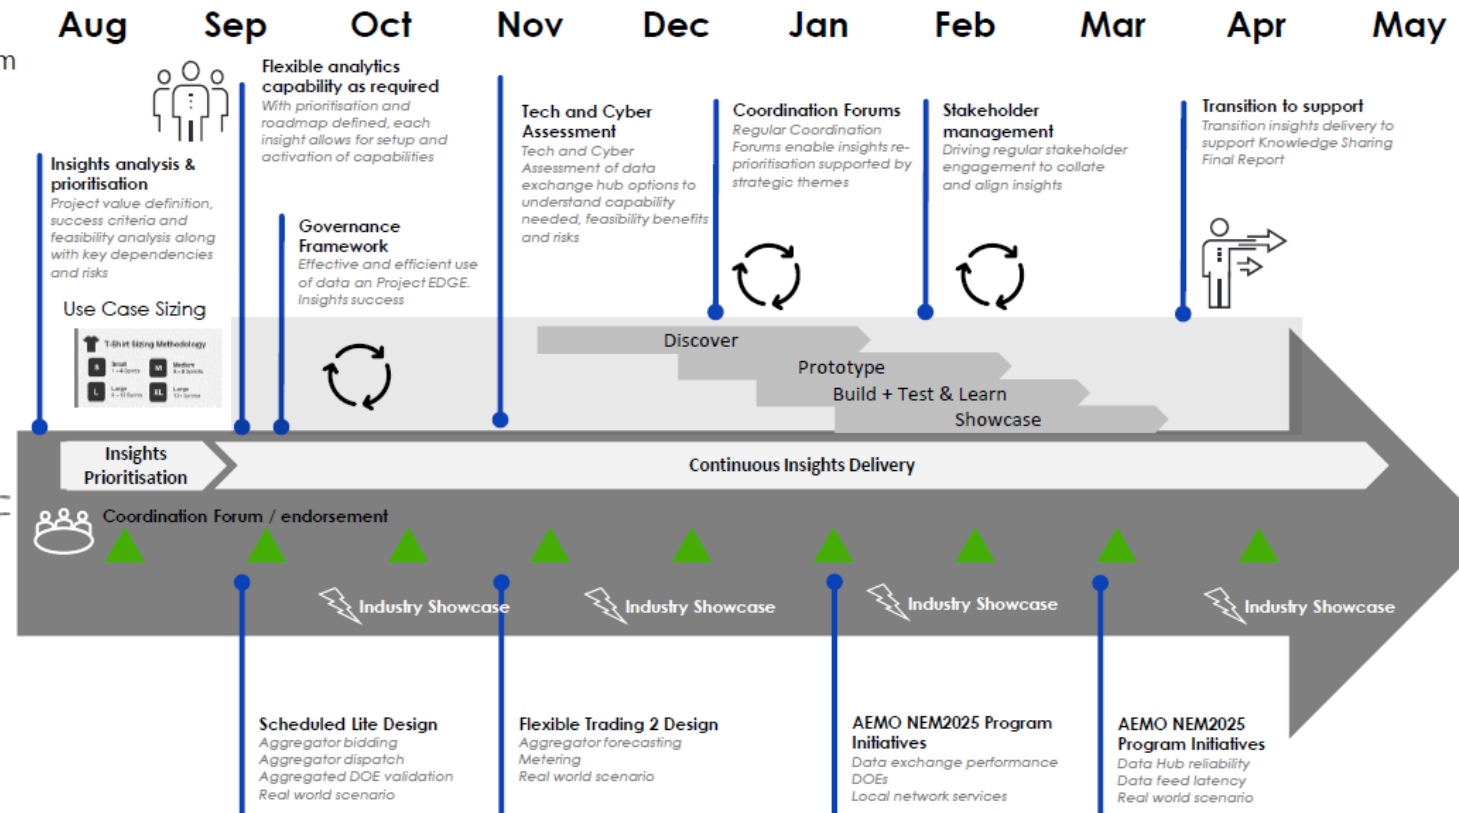 Aug Sep Oct Nov Dec Jan Feb Mar Apr May
m
Insights analysis &
prioritisation
Project value definition,
success criteria and
feasibility analysis along
with key dependencies
and risks
Flexible analytics
capability as required
With prioritisation and
roadmap defined, each
insight allows for setup and
activation of capabilities
Governance
Framework
Effective and efficient use
of data an Project EDGE.
Insights success
Tech and Cyber
Assessment
Tech and Cyber
Assessment of data
exchange hub options to
understand capability
needed, feasibility benefits
and risks
Coordination Forums
Regular Coordination
Forums enable insights re-
prioritisation supported by
strategic themes
Stakeholder
management
Driving regular stakeholder
engagement to collate
and align insights
Transition to support
Transition insights delivery to
support Knowledge Sharing
Final Report
Use Case Sizing
T-Shirt Sizing Methodology
S Small
M Medium
L Large
XL Large
Discover
Prototype
Build + Test & Learn
Showcase
Insights
Prioritisation
Continuous Insights Delivery
Coordination Forum / endorsement
Industry Showcase
Industry Showcase
Industry Showcase
Industry Showcase
Scheduled Lite Design
Aggregator bidding
Aggregator dispatch
Aggregated DOE validation
Real world scenario
Flexible Trading 2 Design
Aggregator forecasting
Metering
Real world scenario
AEMO NEM2025 Program
Initiatives
Data exchange performance
DOEs
Local network services
AEMO NEM2025
Program Initiatives
Data Hub reliability
Data feed latency
Real world scenario